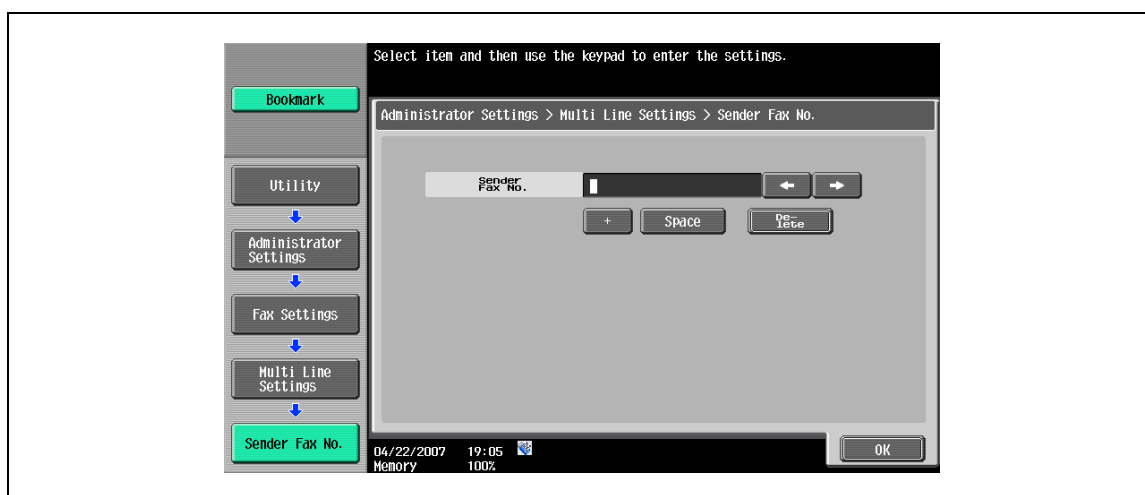 Select item and then use the keypad to enter the settings.
Bookmark
Administrator Settings > Multi Line Settings > Sender Fax No.
Utility
Sender
Fax No.
+ Space De-
lete
Administrator
Settings
Fax Settings
Multi Line
Settings
Sender Fax No.
04/22/2007 19:05
Memory 100%
OK